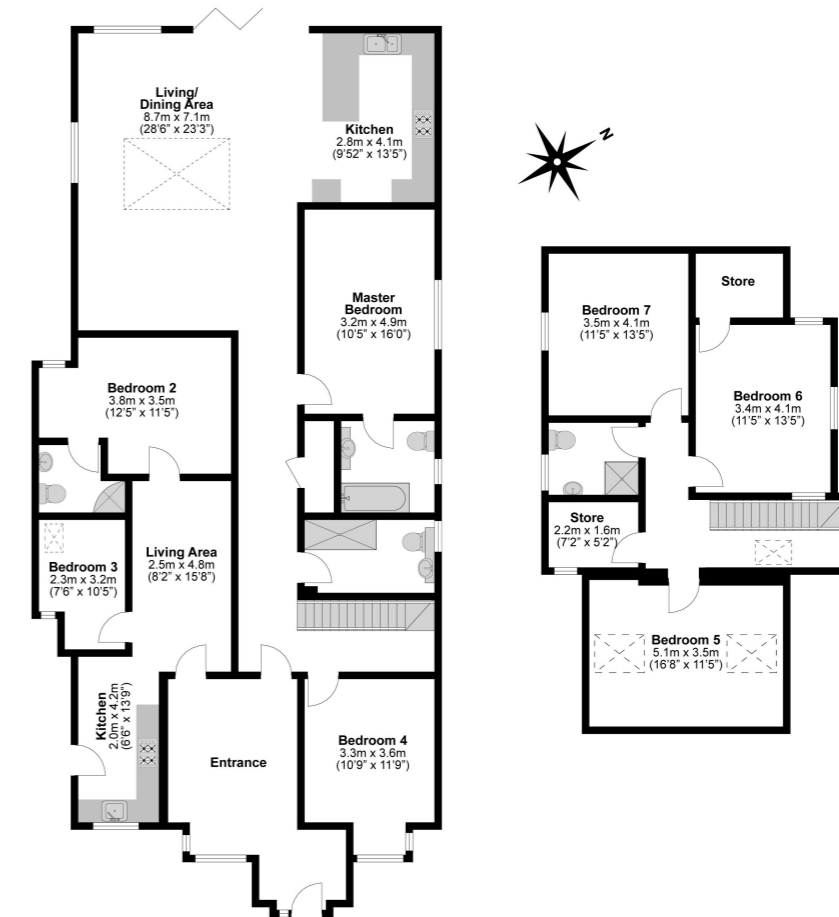 Living/
Dining Area
8.7m x 7.1m
(28'6" x 23'3")
Kitchen
2.8m x 4.1m
(9'52" x 13'5")
N
Master
Bedroom
3.2m x 4.9m
(10'5" x 16'0")
Bedroom 2
3.8m x 3.5m
(12'5" x 11'5")
Bedroom 3
2.3m x 3.2m
(7'6" x 10'5")
Living Area
2.5m x 4.8m
(8'2" x 15'8")
Kitchen
2.0m x 4.2m
(6'6" x 13'9")
Entrance
Bedroom 4
3.3m x 3.6m
(10'9" x 11'9")
Store
Bedroom 7
3.5m x 4.1m
(11'5" x 13'5")
Bedroom 6
3.4m x 4.1m
(11'5" x 13'5")
Store
2.2m x 1.6m
(7'2" x 5'2")
Bedroom 5
5.1m x 3.5m
(16'8" x 11'5")